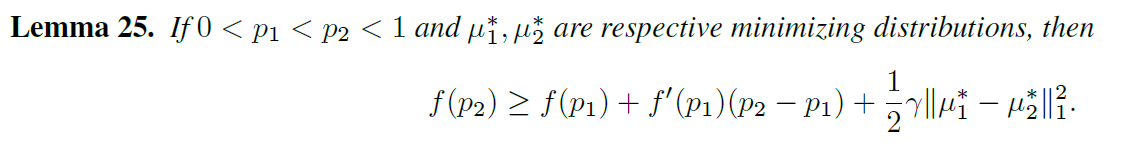 Lemma 25. If 0 < p₁ < p₂ < 1 and μ₁*, μ₂* are respective minimizing distributions, then
f(p₂) ≥ f(p₁) + f′(p₁)(p₂ − p₁) + ½γ‖μ₁* − μ₂*‖₁².